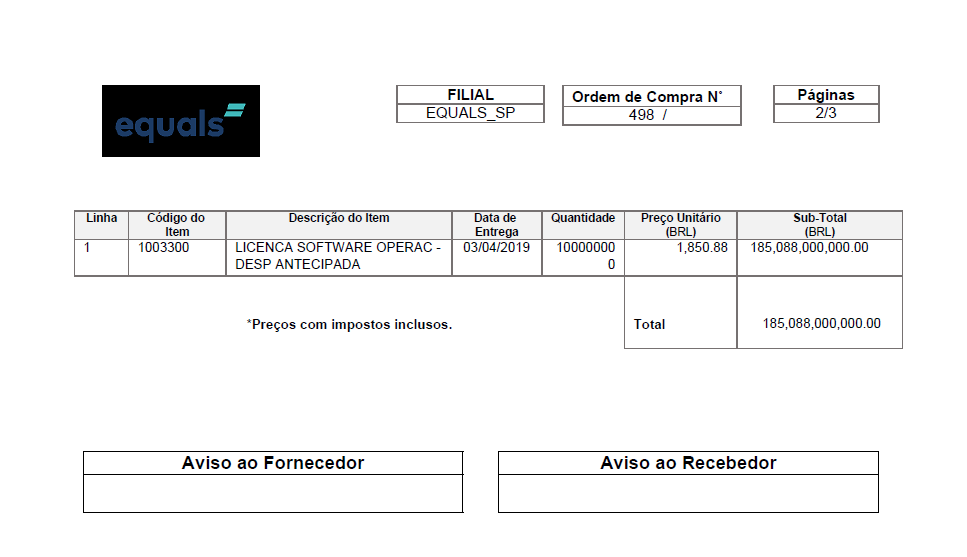 equals
FILIAL
EQUALS_SP
Ordem de Compra N°
498 /
Páginas
2/3
Linha Código do Item Descrição do Item Data de Entrega Quantidade Preço Unitário (BRL) Sub-Total (BRL)
1 1003300 LICENCA SOFTWARE OPERAC - 03/04/2019 10000000 1,850.88 185,088,000,000.00
DESP ANTECIPADA 0
*Preços com impostos inclusos. Total 185,088,000,000.00
Aviso ao Fornecedor
Aviso ao Recebedor